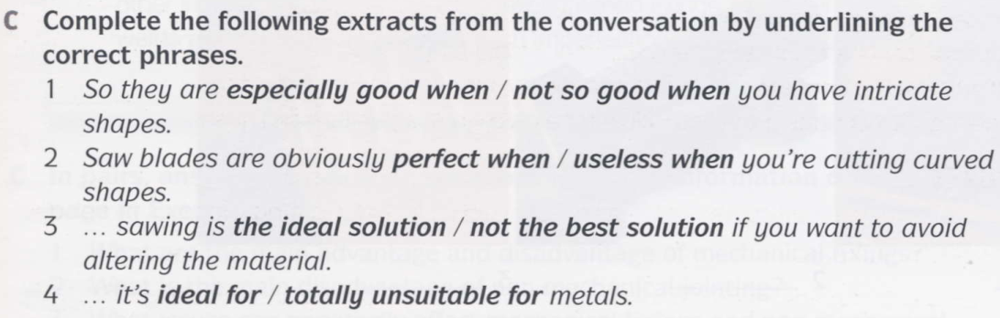 C Complete the following extracts from the conversation by underlining the
correct phrases.
1 So they are especially good when / not so good when you have intricate
shapes.
2 Saw blades are obviously perfect when / useless when you're cutting curved
shapes.
3 ... sawing is the ideal solution / not the best solution if you want to avoid
altering the material.
4 ... it's ideal for / totally unsuitable for metals.